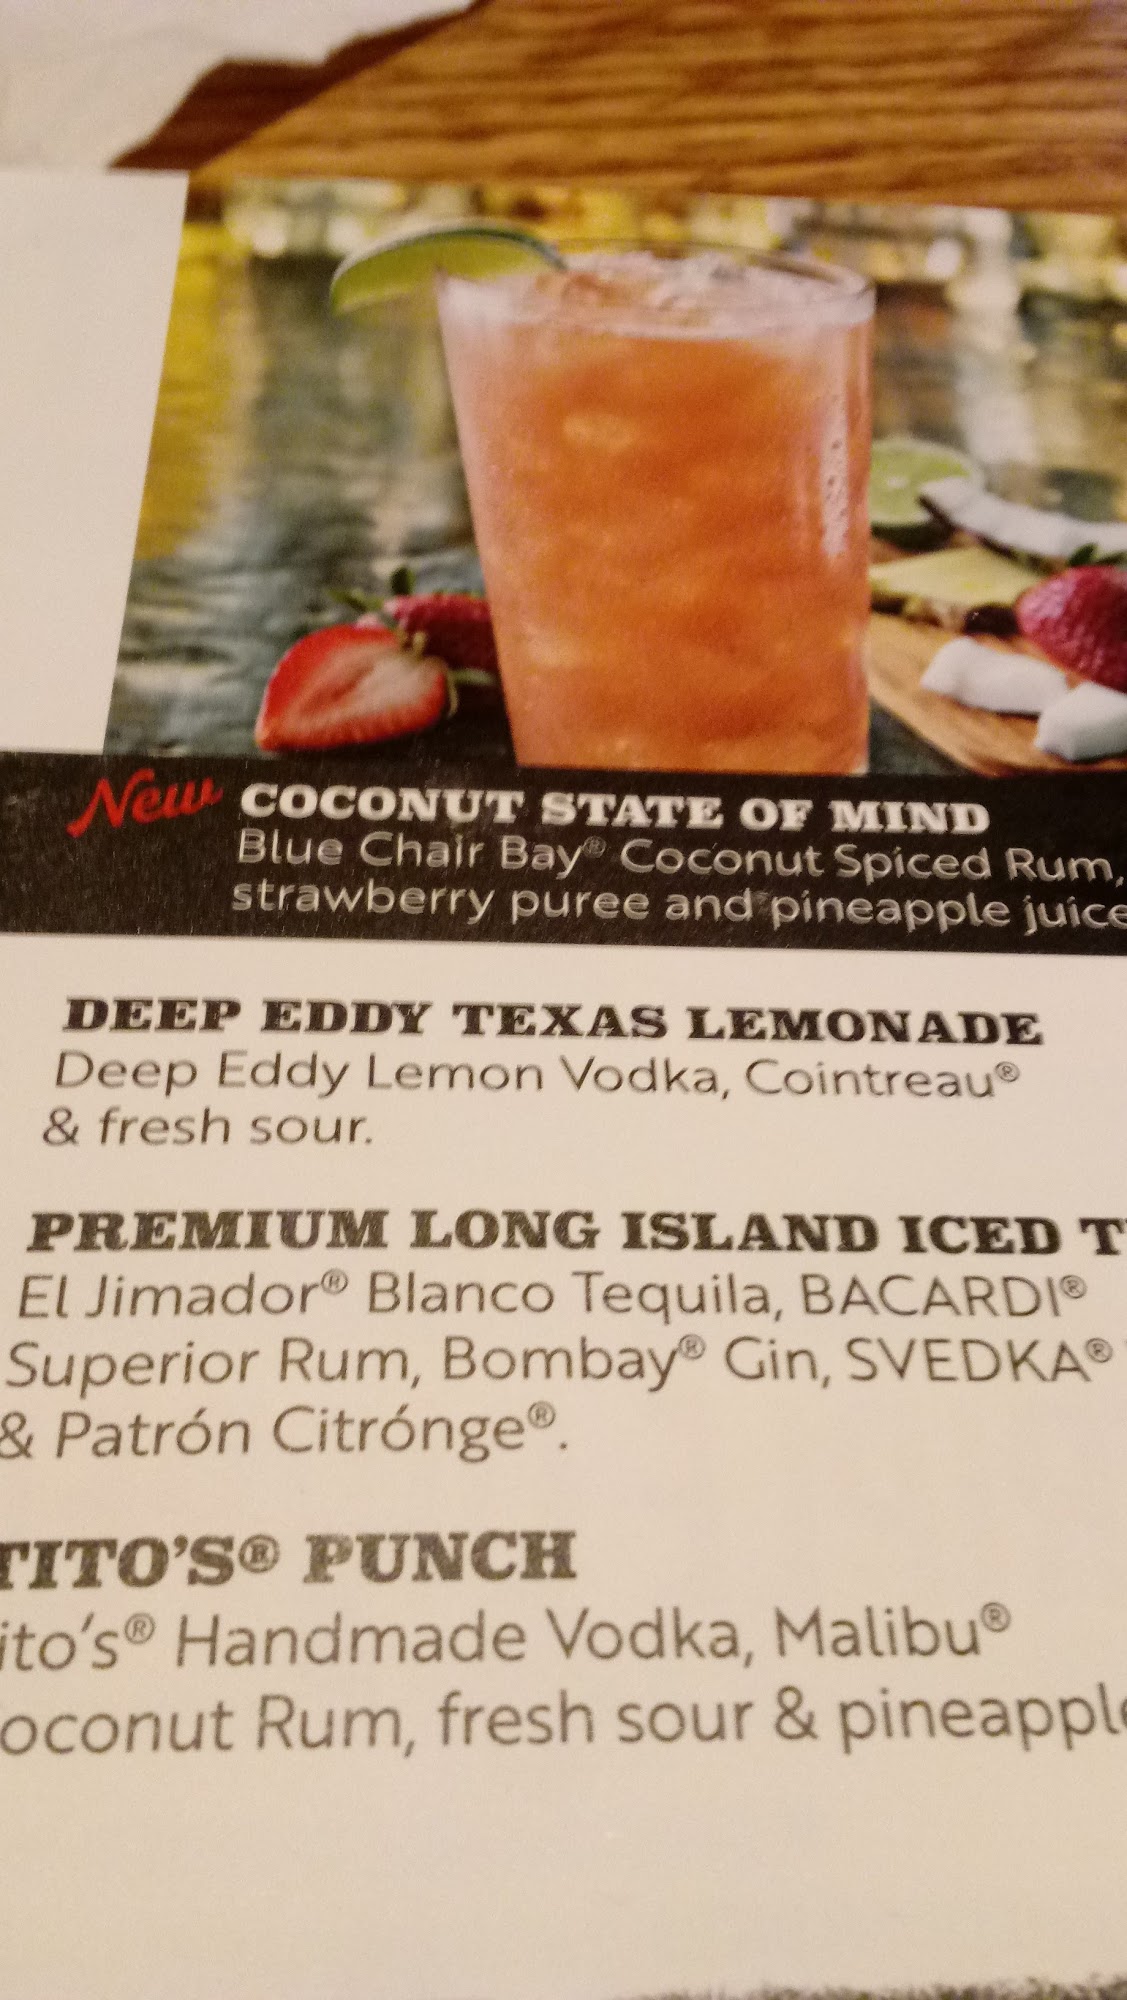 New COCONUT STATE OF MIND
Blue Chair Bay® Coconut Spiced Rum,
strawberry puree and pineapple juice
DEEP EDDY TEXAS LEMONADE
Deep Eddy Lemon Vodka, Cointreau®
& fresh sour.
PREMIUM LONG ISLAND ICED
El Jimador® Blanco Tequila, BACARDI®
Superior Rum, Bombay® Gin, SVEDKA®
& Patrón Citrónge®.
TITO'S® PUNCH
ito's® Handmade Vodka, Malibu®
oconut Rum, fresh sour & pineapple